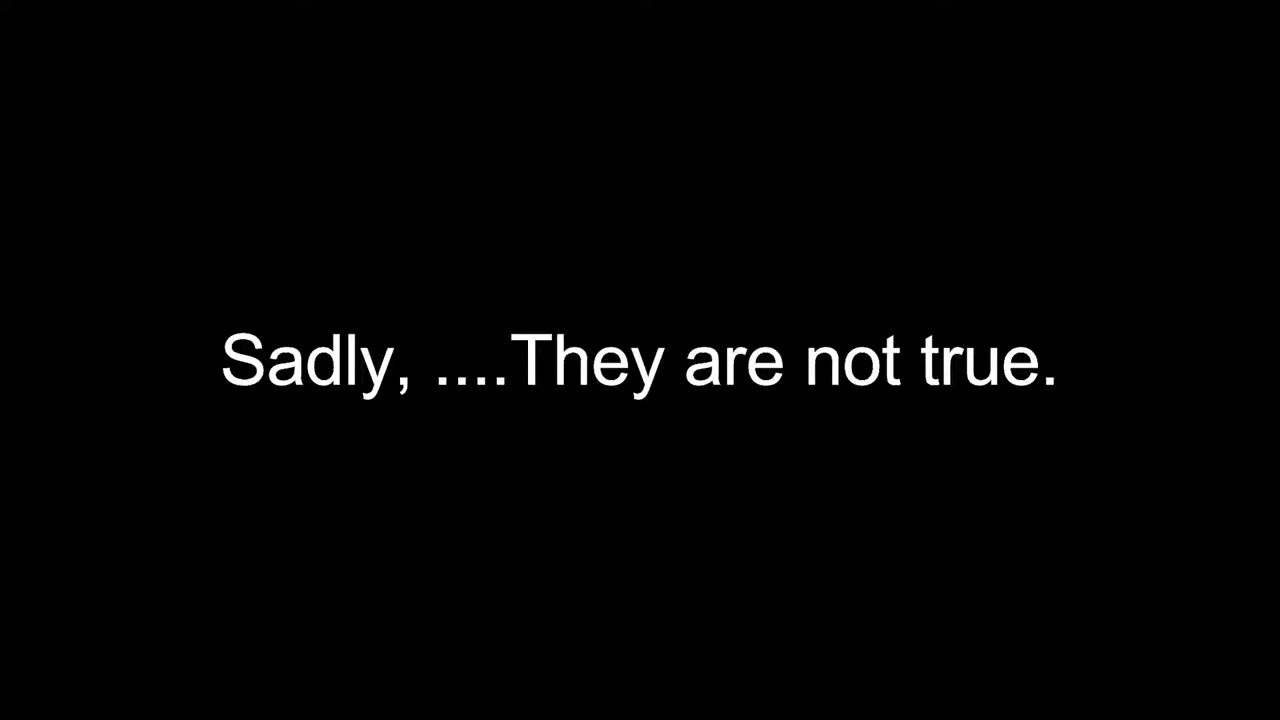 Sadly, ....They are not true.